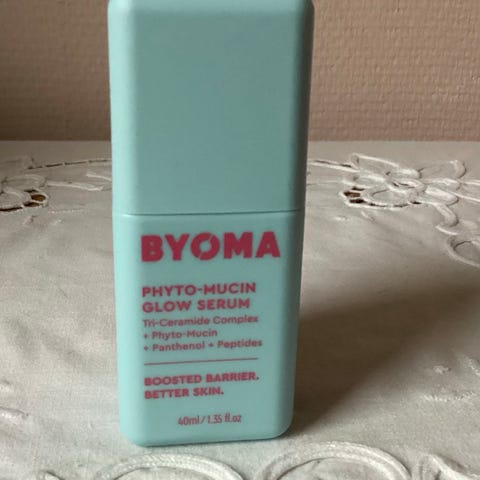 BYOMA
PHYTO-MUCIN
GLOW SERUM
Tri-Ceramide Complex
+ Phyto-Mucin
+ Panthenol + Peptides
BOOSTED BARRIER.
BETTER SKIN.
40ml / 1.35 fl.oz